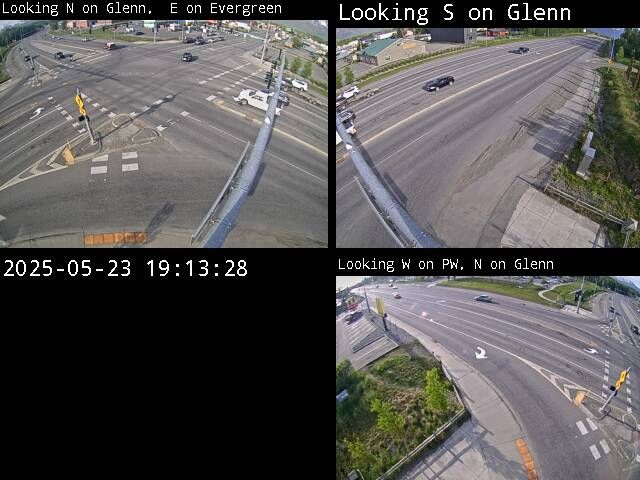 Looking N on Glenn,  E on Evergreen
Looking S on Glenn
2025-05-23 19:13:28
Looking W on PW, N on Glenn